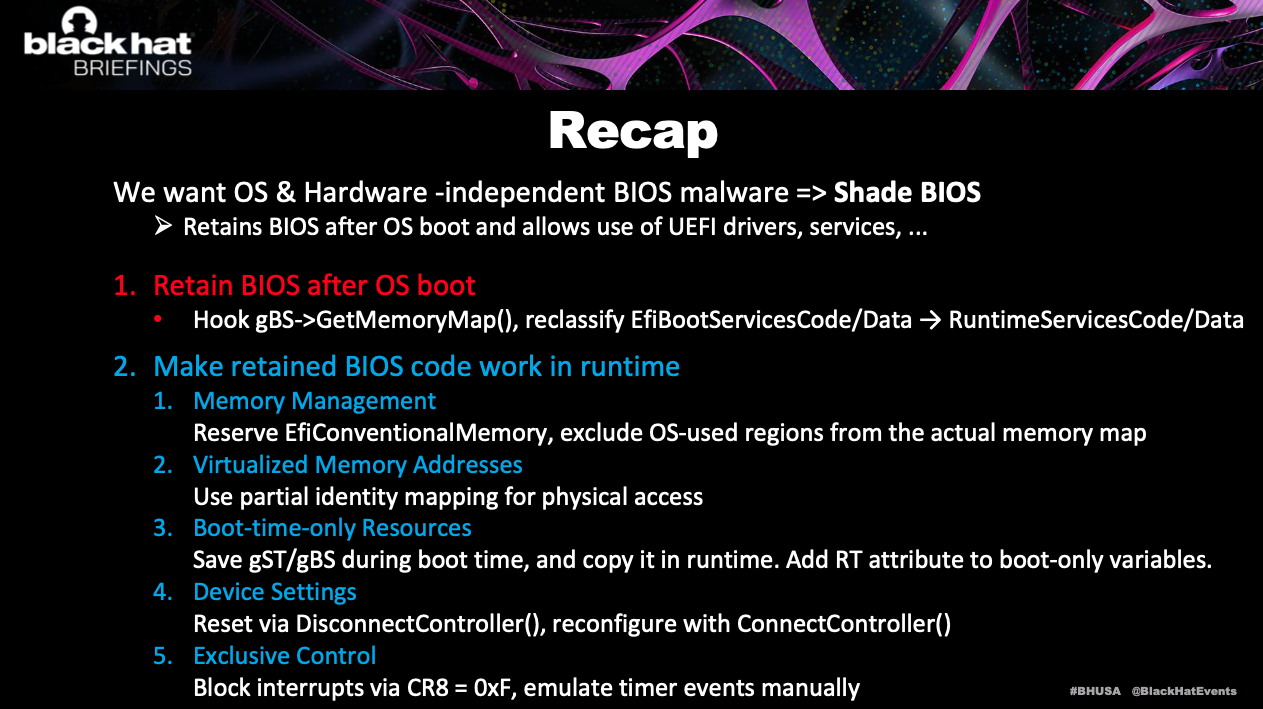 black hat
BRIEFINGS
Recap
We want OS & Hardware -independent BIOS malware => Shade BIOS
➢ Retains BIOS after OS boot and allows use of UEFI drivers, services, ...
1. Retain BIOS after OS boot
• Hook gBS->GetMemoryMap(), reclassify EfiBootServicesCode/Data → RuntimeServicesCode/Data
2. Make retained BIOS code work in runtime
1. Memory Management
Reserve EfiConventionalMemory, exclude OS-used regions from the actual memory map
2. Virtualized Memory Addresses
Use partial identity mapping for physical access
3. Boot-time-only Resources
Save gST/gBS during boot time, and copy it in runtime. Add RT attribute to boot-only variables.
4. Device Settings
Reset via DisconnectController(), reconfigure with ConnectController()
5. Exclusive Control
Block interrupts via CR8 = 0xF, emulate timer events manually
#BHUSA @BlackHatEvents